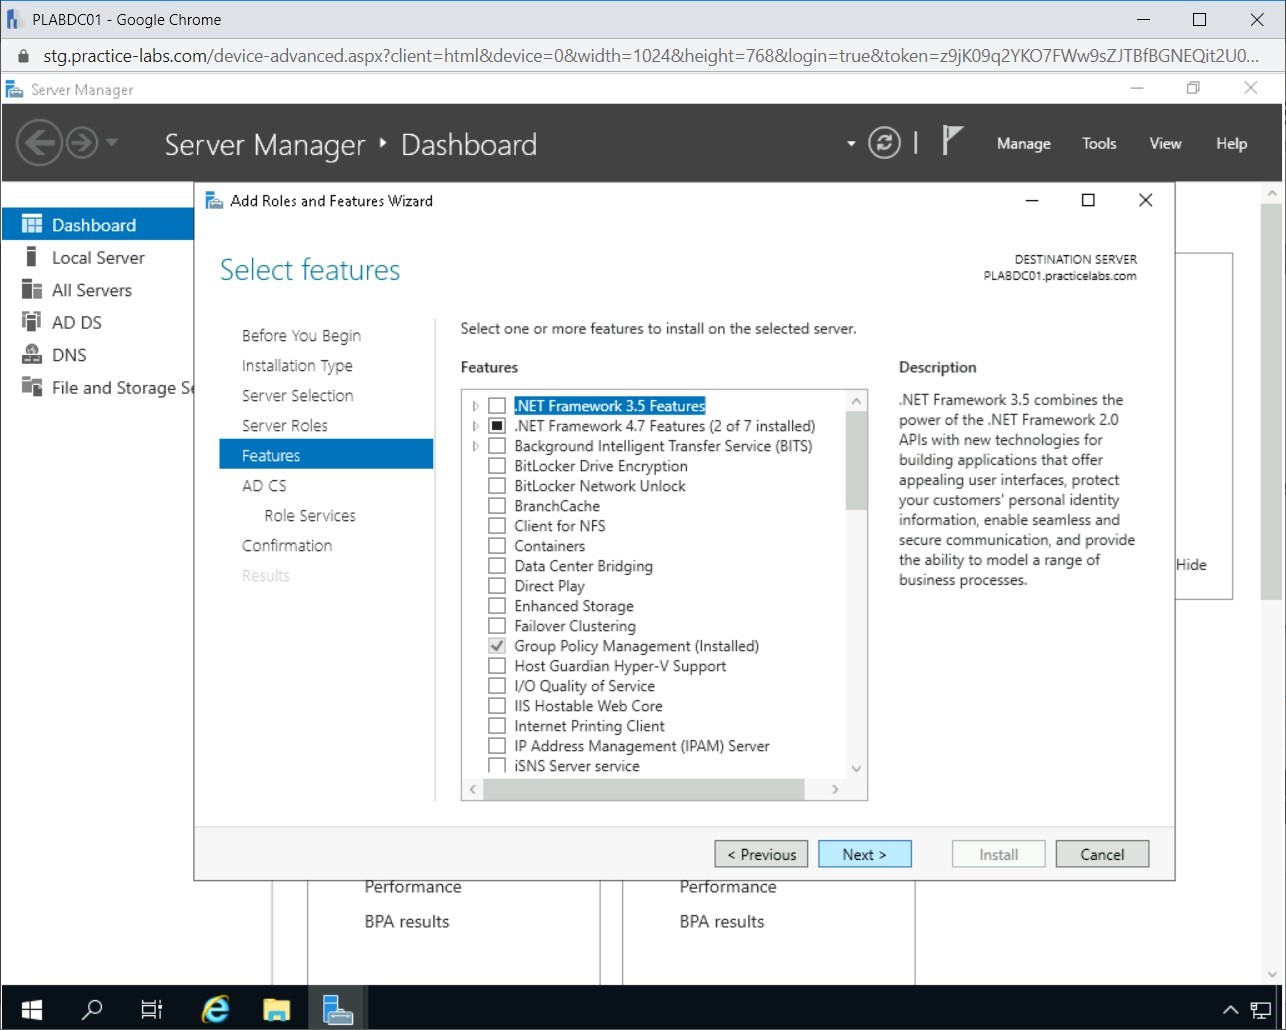 PLABDC01 - Google Chrome
stg.practice-labs.com/device-advanced.aspx?client=html&device=0&width=1024&height=768&login=true&token=z9jK09q2YKO7FWw9sZJTBfBGNEQit2U0...
Server Manager
Server Manager ‣ Dashboard
Manage Tools View Help
Add Roles and Features Wizard
Dashboard
Local Server
All Servers
AD DS
DNS
File and Storage Se
Select features
DESTINATION SERVER
PLABDC01.practicelabs.com
Before You Begin
Installation Type
Server Selection
Server Roles
Features
AD CS
Role Services
Confirmation
Results
Select one or more features to install on the selected server.
Features
.NET Framework 3.5 Features
.NET Framework 4.7 Features (2 of 7 installed)
Background Intelligent Transfer Service (BITS)
BitLocker Drive Encryption
BitLocker Network Unlock
BranchCache
Client for NFS
Containers
Data Center Bridging
Direct Play
Enhanced Storage
Failover Clustering
Group Policy Management (Installed)
Host Guardian Hyper-V Support
I/O Quality of Service
IIS Hostable Web Core
Internet Printing Client
IP Address Management (IPAM) Server
iSNS Server service
Description
.NET Framework 3.5 combines the
power of the .NET Framework 2.0
APIs with new technologies for
building applications that offer
appealing user interfaces, protect
your customers' personal identity
information, enable seamless and
secure communication, and provide
the ability to model a range of
business processes.
Hide
< Previous
Next >
Install
Cancel
Performance
BPA results
Performance
BPA results